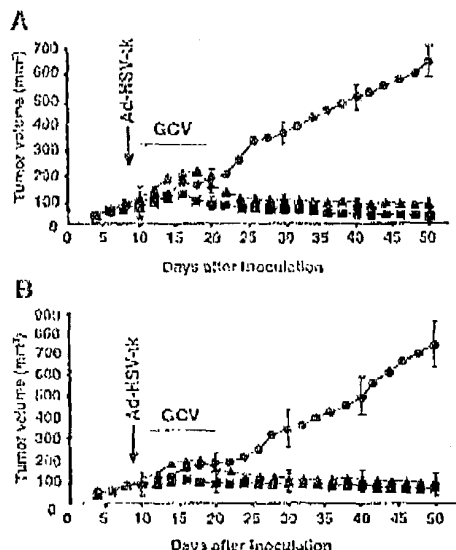 A
Tumor volume (mm³)
700
600
500
400
300
200
100
0
Ad-HSV-tk
GCV
0 5 10 15 20 25 30 35 40 45 50
Days after Inoculation
B
Tumor volume (mm³)
900
800
700
600
500
400
300
200
100
0
Ad-HSV-tk
GCV
0 5 10 15 20 25 30 35 40 45 50
Days after Inoculation